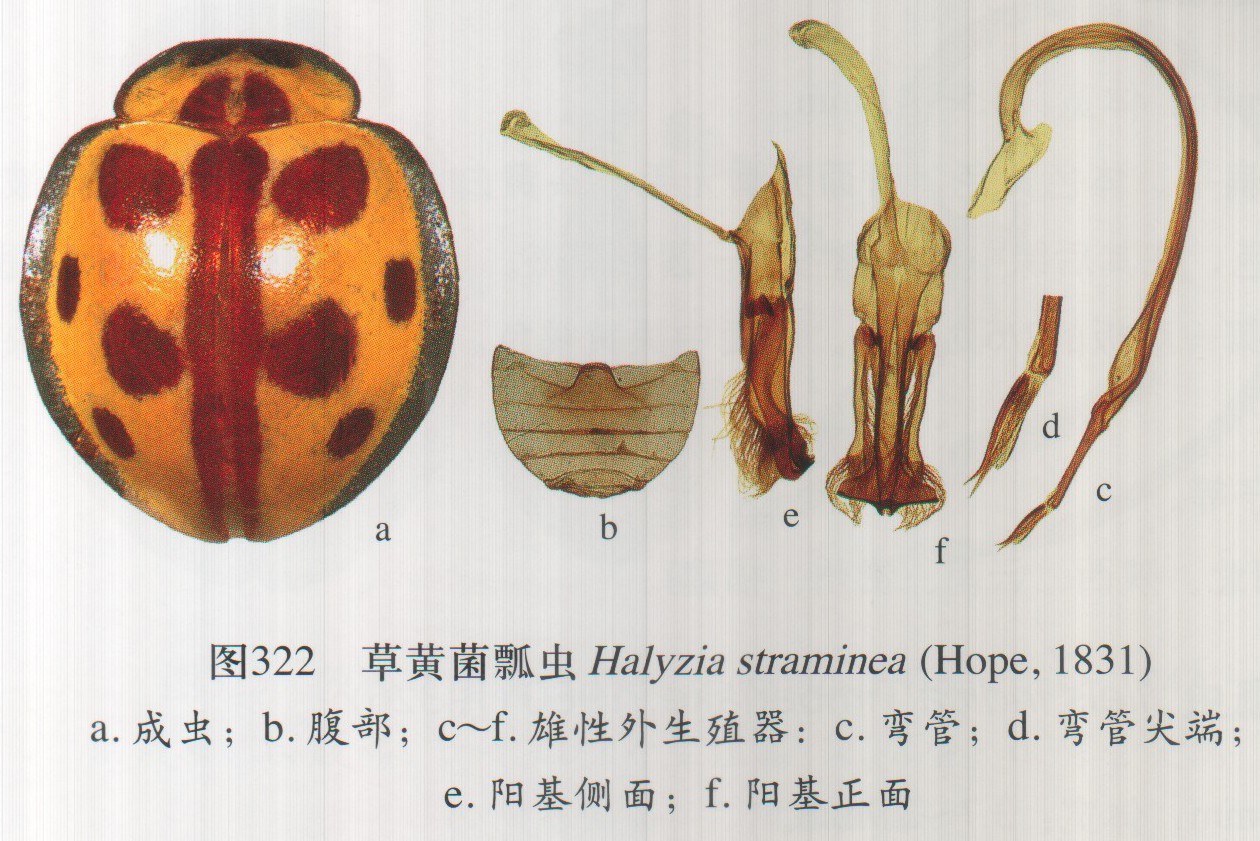 a
b
e
f
d
c
图322 草黄菌瓢虫 Halyzia straminea (Hope, 1831)
a. 成虫；b. 腹部；c～f. 雄性外生殖器：c. 弯管；d. 弯管尖端；
e. 阳基侧面；f. 阳基正面